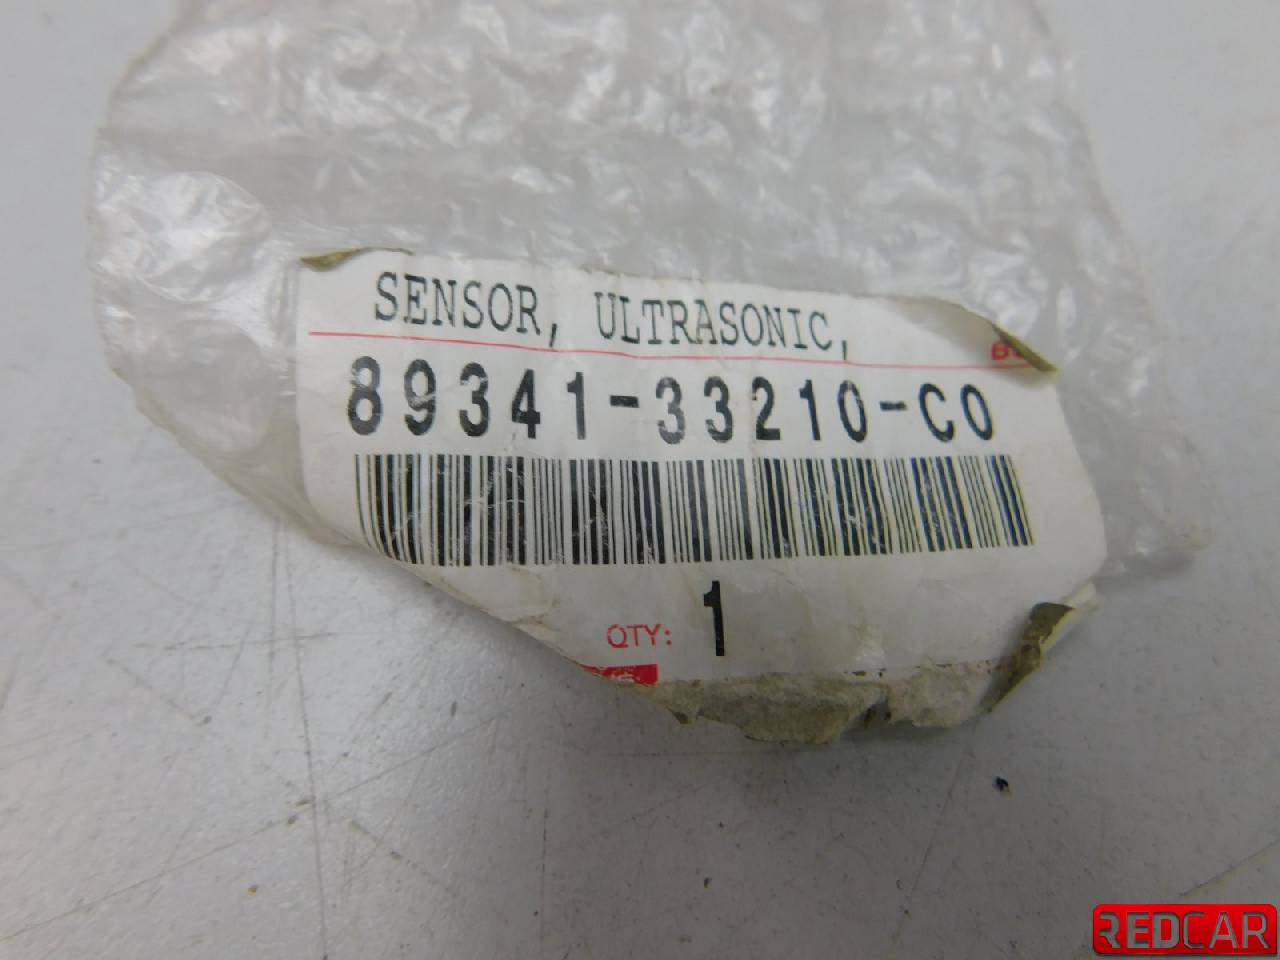 SENSOR, ULTRASONIC,
89341-33210-C0
QTY: 1
REDCAR